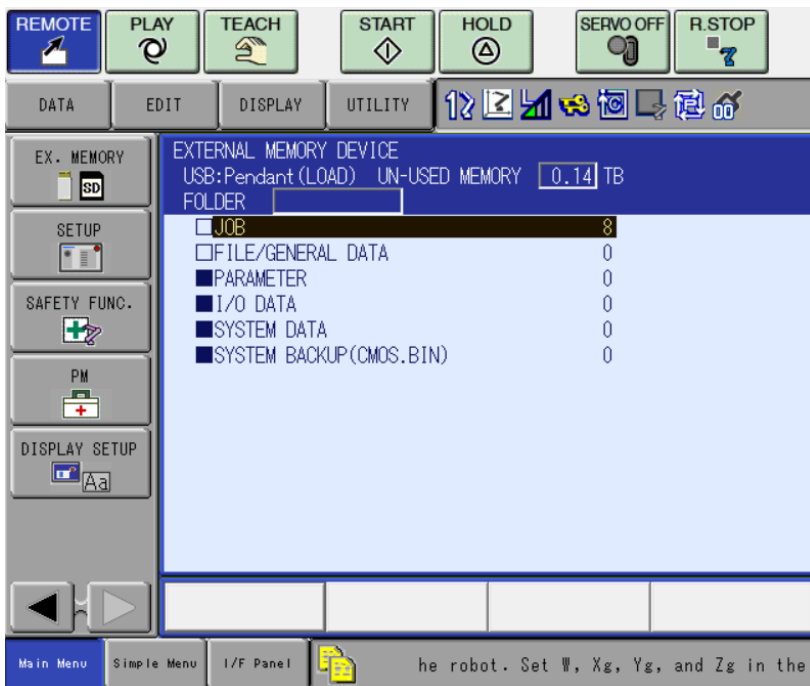 REMOTE PLAY TEACH START HOLD SERVO OFF R.STOP
DATA EDIT DISPLAY UTILITY
EX. MEMORY
SD
SETUP
SAFETY FUNC.
PM
DISPLAY SETUP
Aa
EXTERNAL MEMORY DEVICE
USB:Pendant(LOAD) UN-USED MEMORY 0.14 TB
FOLDER
JOB 8
FILE/GENERAL DATA 0
PARAMETER 0
I/O DATA 0
SYSTEM DATA 0
SYSTEM BACKUP(CMOS.BIN) 0
Main Menu Simple Menu I/F Panel he robot. Set W, Xg, Yg, and Zg in the